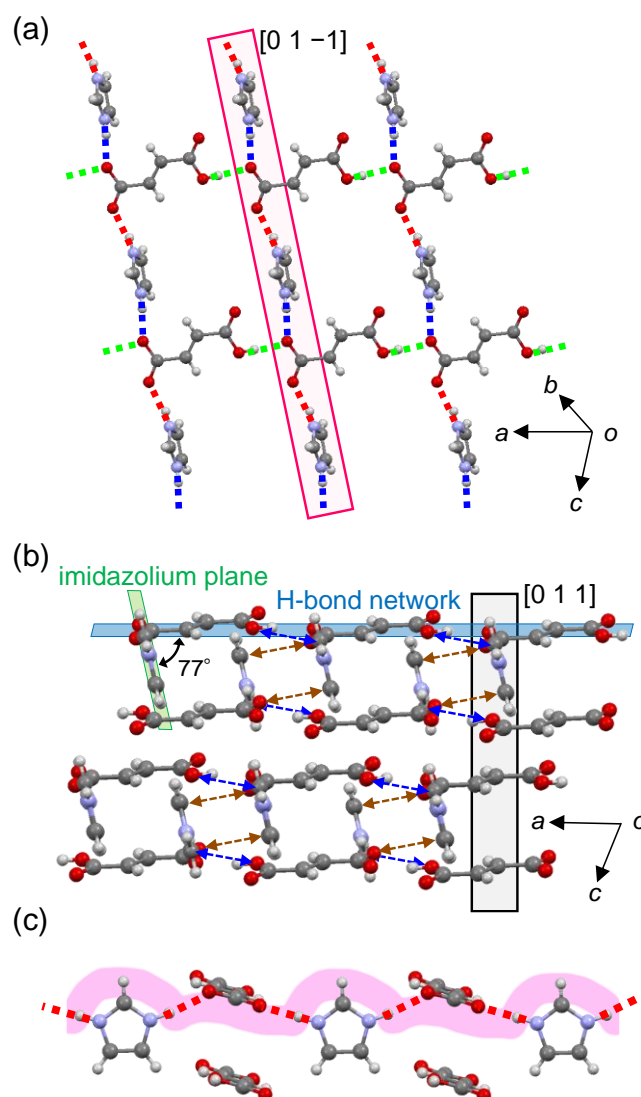 (a)
[0 1 −1]
b
a
o
c
(b)
imidazolium plane
H-bond network
[0 1 1]
77°
a
o
c
(c)